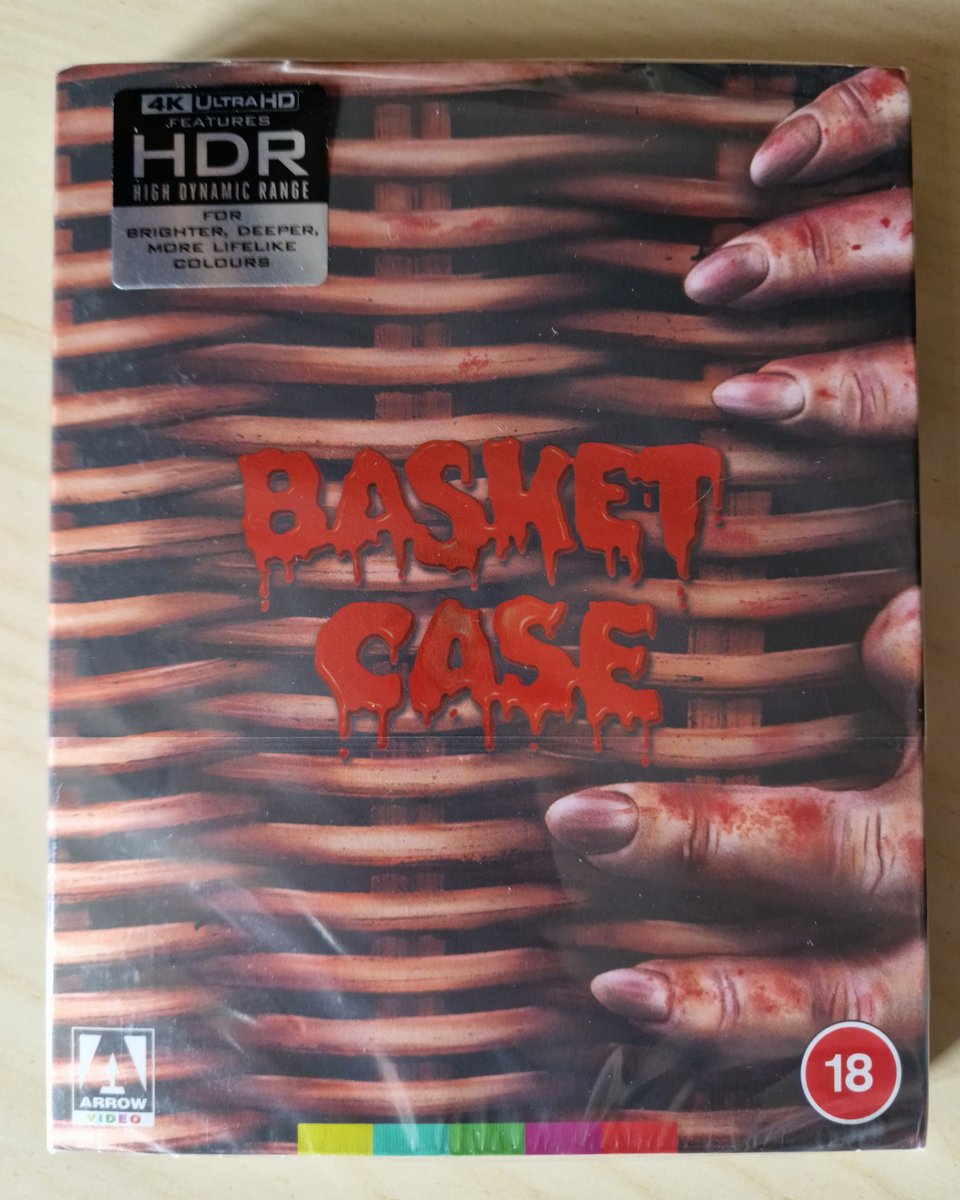 4K ULTRA HD
FEATURES
HDR
HIGH DYNAMIC RANGE
FOR
BRIGHTER, DEEPER,
MORE LIFELIKE
COLOURS
BASKET
CASE
ARROW
VIDEO
18